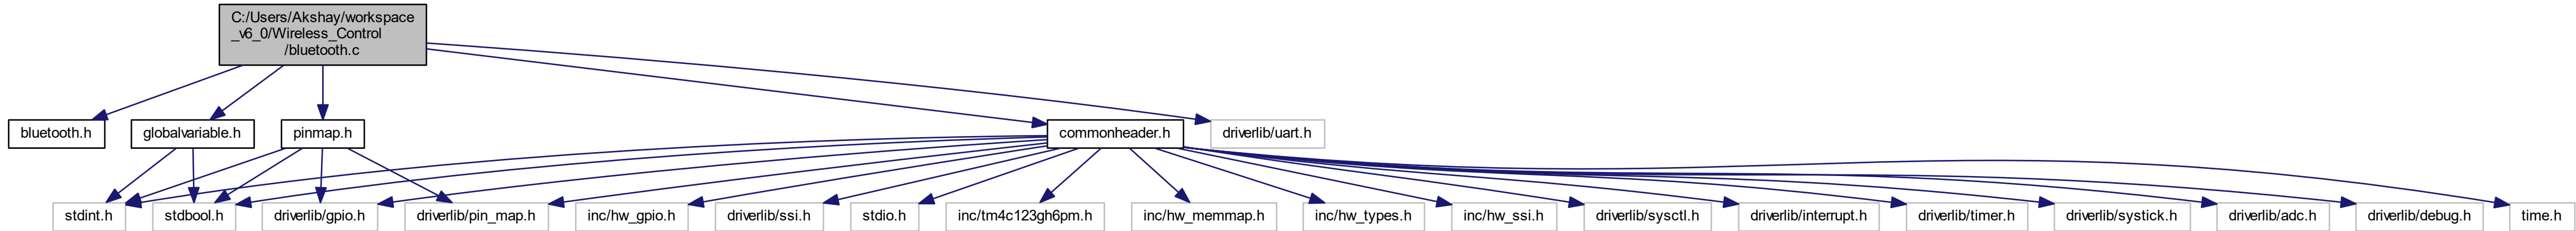 C:/Users/Akshay/workspace
_v6_0/Wireless_Control
/bluetooth.c
bluetooth.h
globalvariable.h
pinmap.h
commonheader.h
driverlib/uart.h
stdint.h
stdbool.h
driverlib/gpio.h
driverlib/pin_map.h
inc/hw_gpio.h
driverlib/ssi.h
stdio.h
inc/tm4c123gh6pm.h
inc/hw_memmap.h
inc/hw_types.h
inc/hw_ssi.h
driverlib/sysctl.h
driverlib/interrupt.h
driverlib/timer.h
driverlib/systick.h
driverlib/adc.h
driverlib/debug.h
time.h